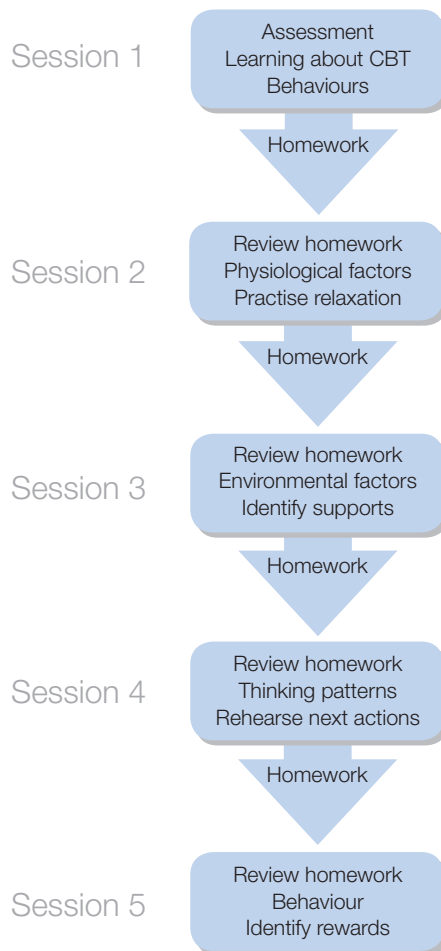 Session 1
Assessment
Learning about CBT
Behaviours
Homework
Session 2
Review homework
Physiological factors
Practise relaxation
Homework
Session 3
Review homework
Environmental factors
Identify supports
Homework
Session 4
Review homework
Thinking patterns
Rehearse next actions
Homework
Session 5
Review homework
Behaviour
Identify rewards